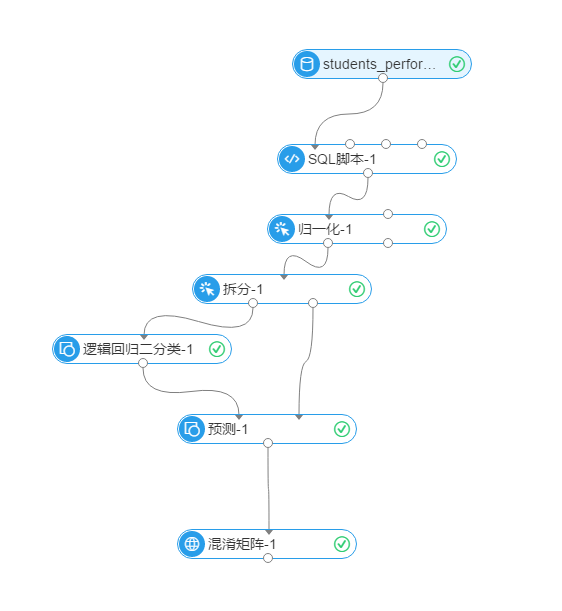 students_perfor...
SQL脚本-1
归一化-1
拆分-1
逻辑回归二分类-1
预测-1
混淆矩阵-1